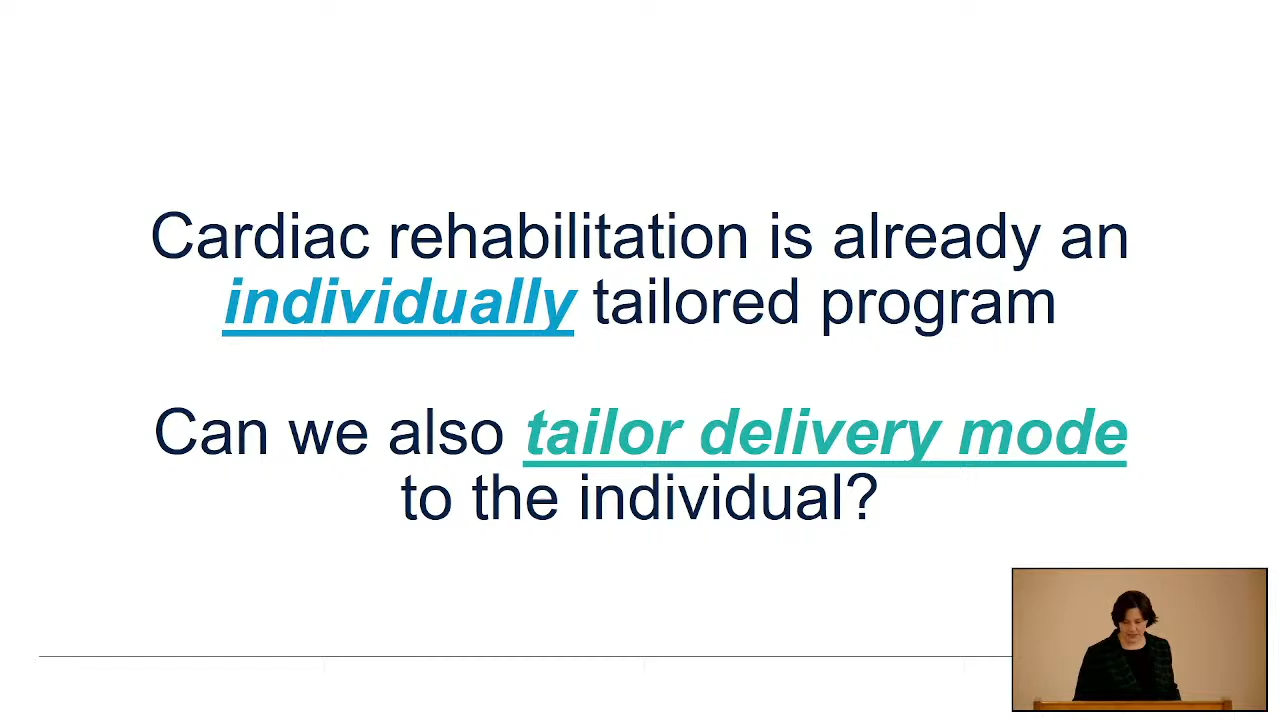 Cardiac rehabilitation is already an
individually tailored program
Can we also tailor delivery mode
to the individual?